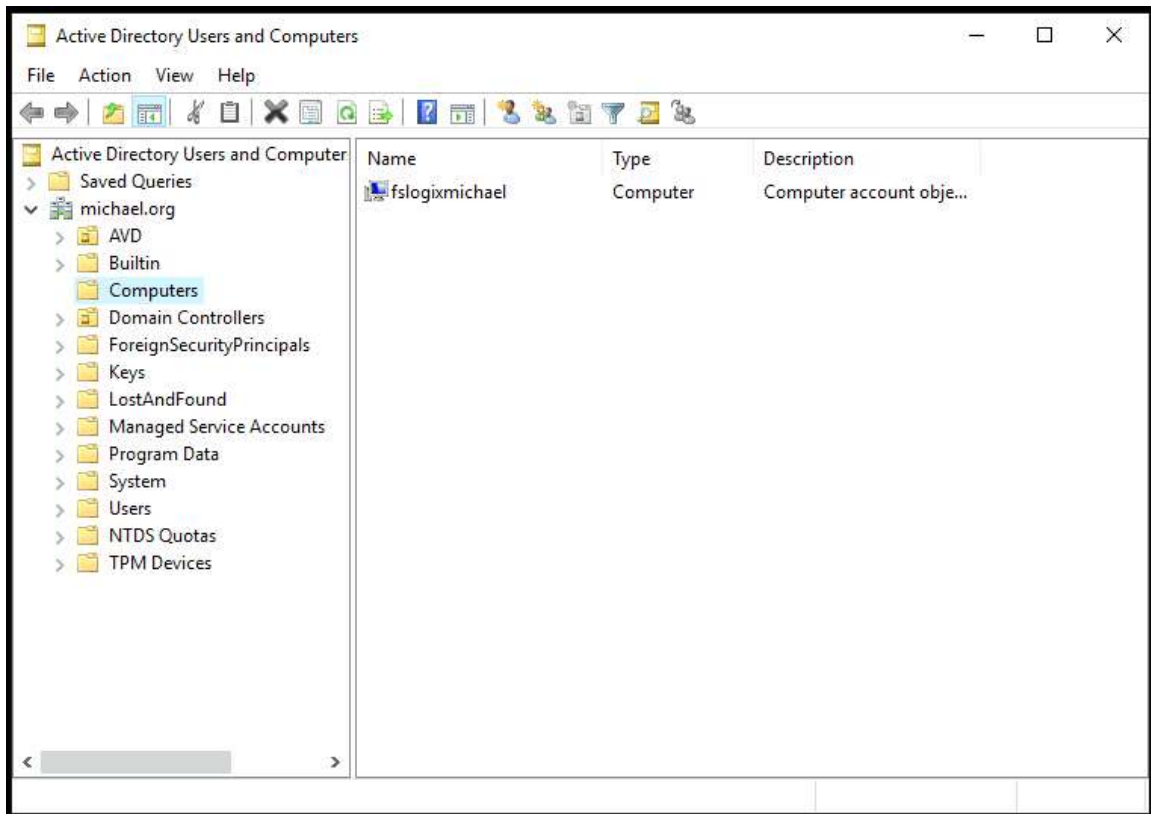 Active Directory Users and Computers
File Action View Help
Active Directory Users and Computer
Saved Queries
michael.org
AVD
Builtin
Computers
Domain Controllers
ForeignSecurityPrincipals
Keys
LostAndFound
Managed Service Accounts
Program Data
System
Users
NTDS Quotas
TPM Devices
Name Type Description
fslogixmichael Computer Computer account obje...